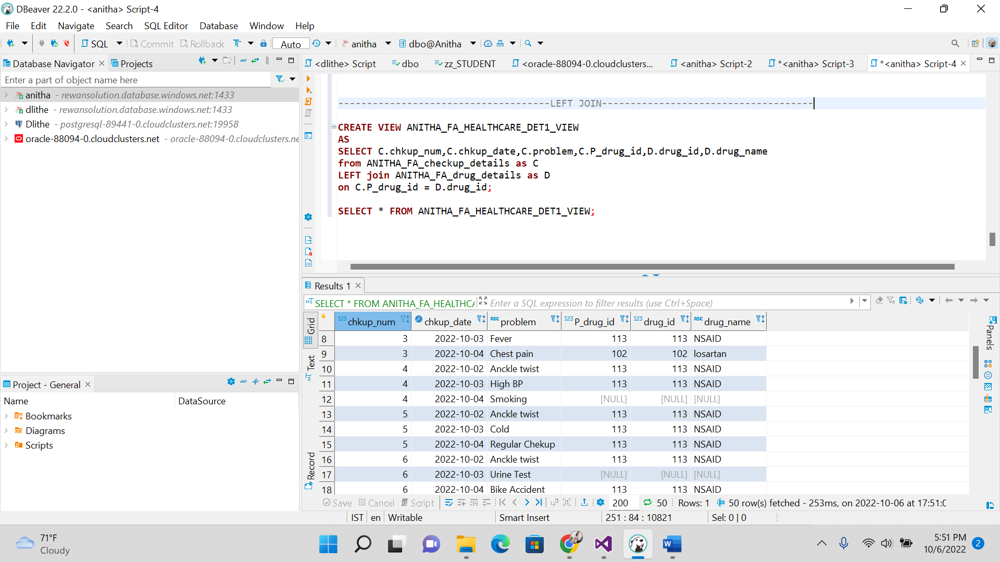 DBeaver 22.2.0 - <anitha> Script-4
File Edit Navigate Search SQL Editor Database Window Help
SQL Commit Rollback Auto anitha dbo@Anitha
Database Navigator Projects
Enter a part of object name here
anitha - rewansolution.database.windows.net:1433
dlithe - rewansolution.database.windows.net:1433
Dlithe - postgresql-89441-0.cloudclusters.net:19958
oracle-88094-0.cloudclusters.net - oracle-88094-0.cloudclusters.ne
Project - General
Name DataSource
Bookmarks
Diagrams
Scripts
<dlithe> Script dbo zz_STUDENT <oracle-88094-0.cloudclusters... <anitha> Script-2 *<anitha> Script-3 *<anitha> Script-4
-------------------------------------LEFT JOIN-------------------------------------
CREATE VIEW ANITHA_FA_HEALTHCARE_DET1_VIEW
AS
SELECT C.chkup_num,C.chkup_date,C.problem,C.P_drug_id,D.drug_id,D.drug_name
from ANITHA_FA_checkup_details as C
LEFT join ANITHA_FA_drug_details as D
on C.P_drug_id = D.drug_id;
SELECT * FROM ANITHA_FA_HEALTHCARE_DET1_VIEW;
Results 1
SELECT * FROM ANITHA_FA_HEALTHCA Enter a SQL expression to filter results (use Ctrl+Space)
Grid
Text
Record
Panels
123 chkup_num chkup_date ABC problem 123 P_drug_id 123 drug_id ABC drug_name
8 3 2022-10-03 Fever 113 113 NSAID
9 3 2022-10-04 Chest pain 102 102 losartan
10 4 2022-10-02 Anckle twist 113 113 NSAID
11 4 2022-10-03 High BP 113 113 NSAID
12 4 2022-10-04 Smoking [NULL] [NULL] [NULL]
13 5 2022-10-02 Anckle twist 113 113 NSAID
14 5 2022-10-03 Cold 113 113 NSAID
15 5 2022-10-04 Regular Chekup 113 113 NSAID
16 6 2022-10-02 Anckle twist 113 113 NSAID
17 6 2022-10-03 Urine Test [NULL] [NULL] [NULL]
18 6 2022-10-04 Bike Accident 113 113 NSAID
Save Cancel Script 200 50 Rows: 1 50 row(s) fetched - 253ms, on 2022-10-06 at 17:51:0
IST en Writable Smart Insert 251 : 84 : 10821 Sel: 0 | 0
71°F
Cloudy
5:51 PM
10/6/2022
2